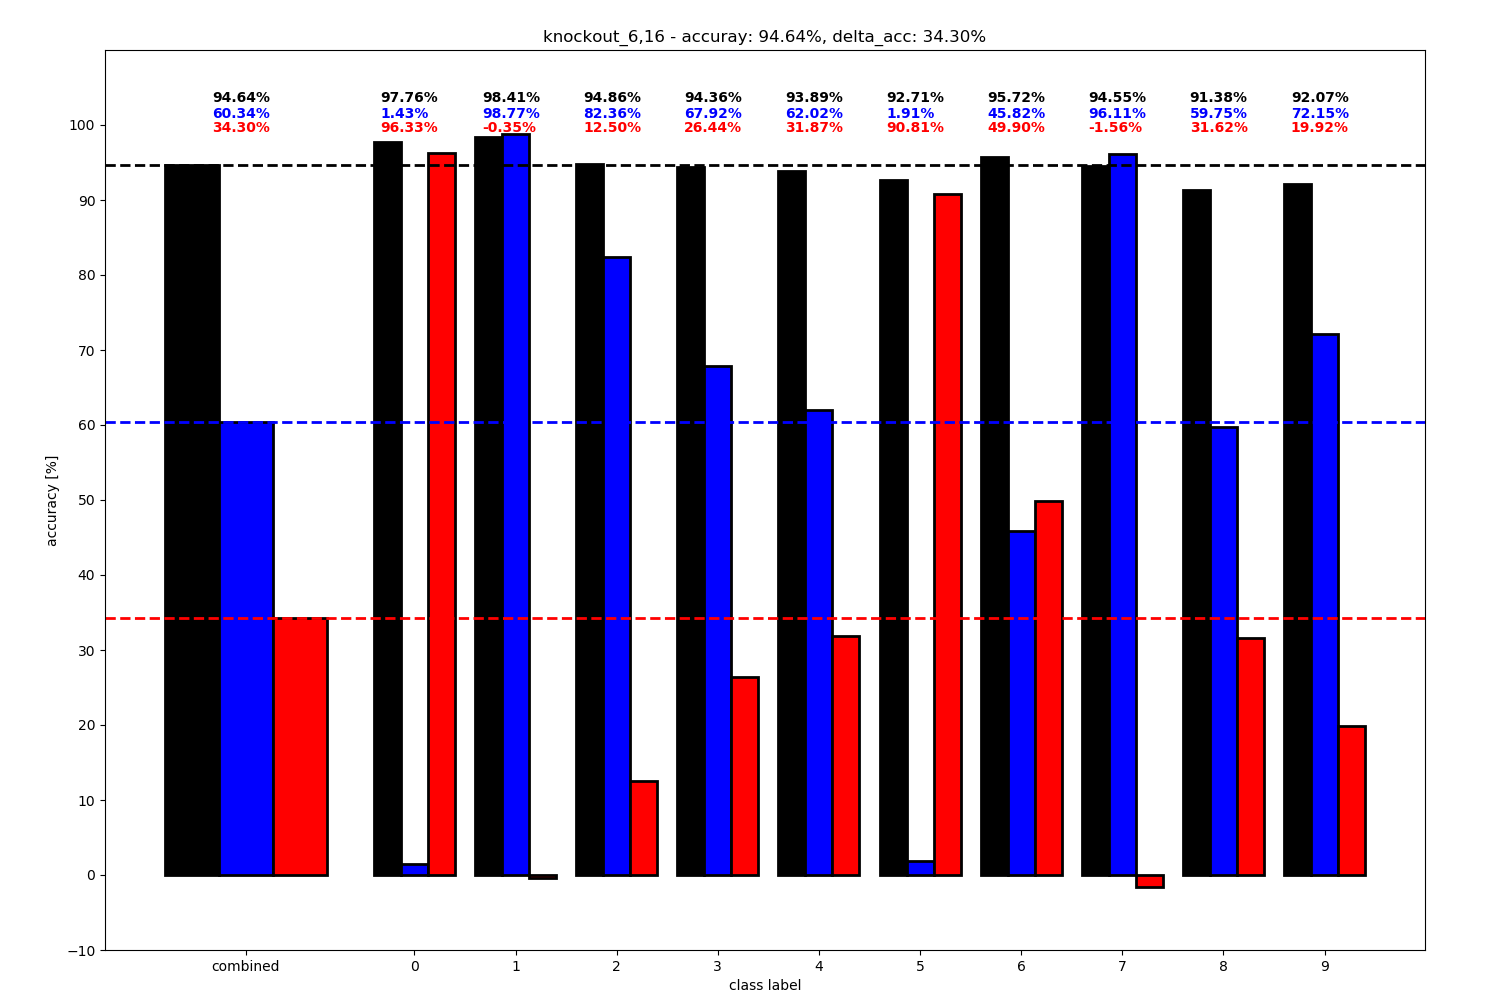 knockout_6,16 - accuray: 94.64%, delta_acc: 34.30%
94.64% 97.76% 98.41% 94.86% 94.36% 93.89% 92.71% 95.72% 94.55% 91.38% 92.07%
60.34% 1.43% 98.77% 82.36% 67.92% 62.02% 1.91% 45.82% 96.11% 59.75% 72.15%
34.30% 96.33% -0.35% 12.50% 26.44% 31.87% 90.81% 49.90% -1.56% 31.62% 19.92%
100
90
80
70
60
50
40
30
20
10
0
−10
accuracy [%]
combined 0 1 2 3 4 5 6 7 8 9
class label